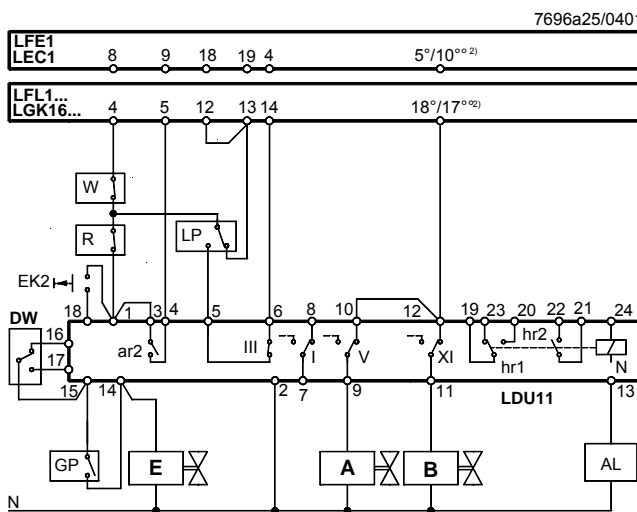 7696a25/0401
LFE1
LEC1
8 9 18 19 4 5°/10°° 2)
LFL1...
LGK16...
4 5 12 13 14 18°/17°° 2)
W
R
LP
EK2
18 1 3 4 5 6 8 10 12 19 23 20 22 21 24
DW
16
17
ar2
III
I
V
XI
hr1
hr2
N
15 14 2 7 9 11 LDU11 13
GP
E
A
B
AL
N